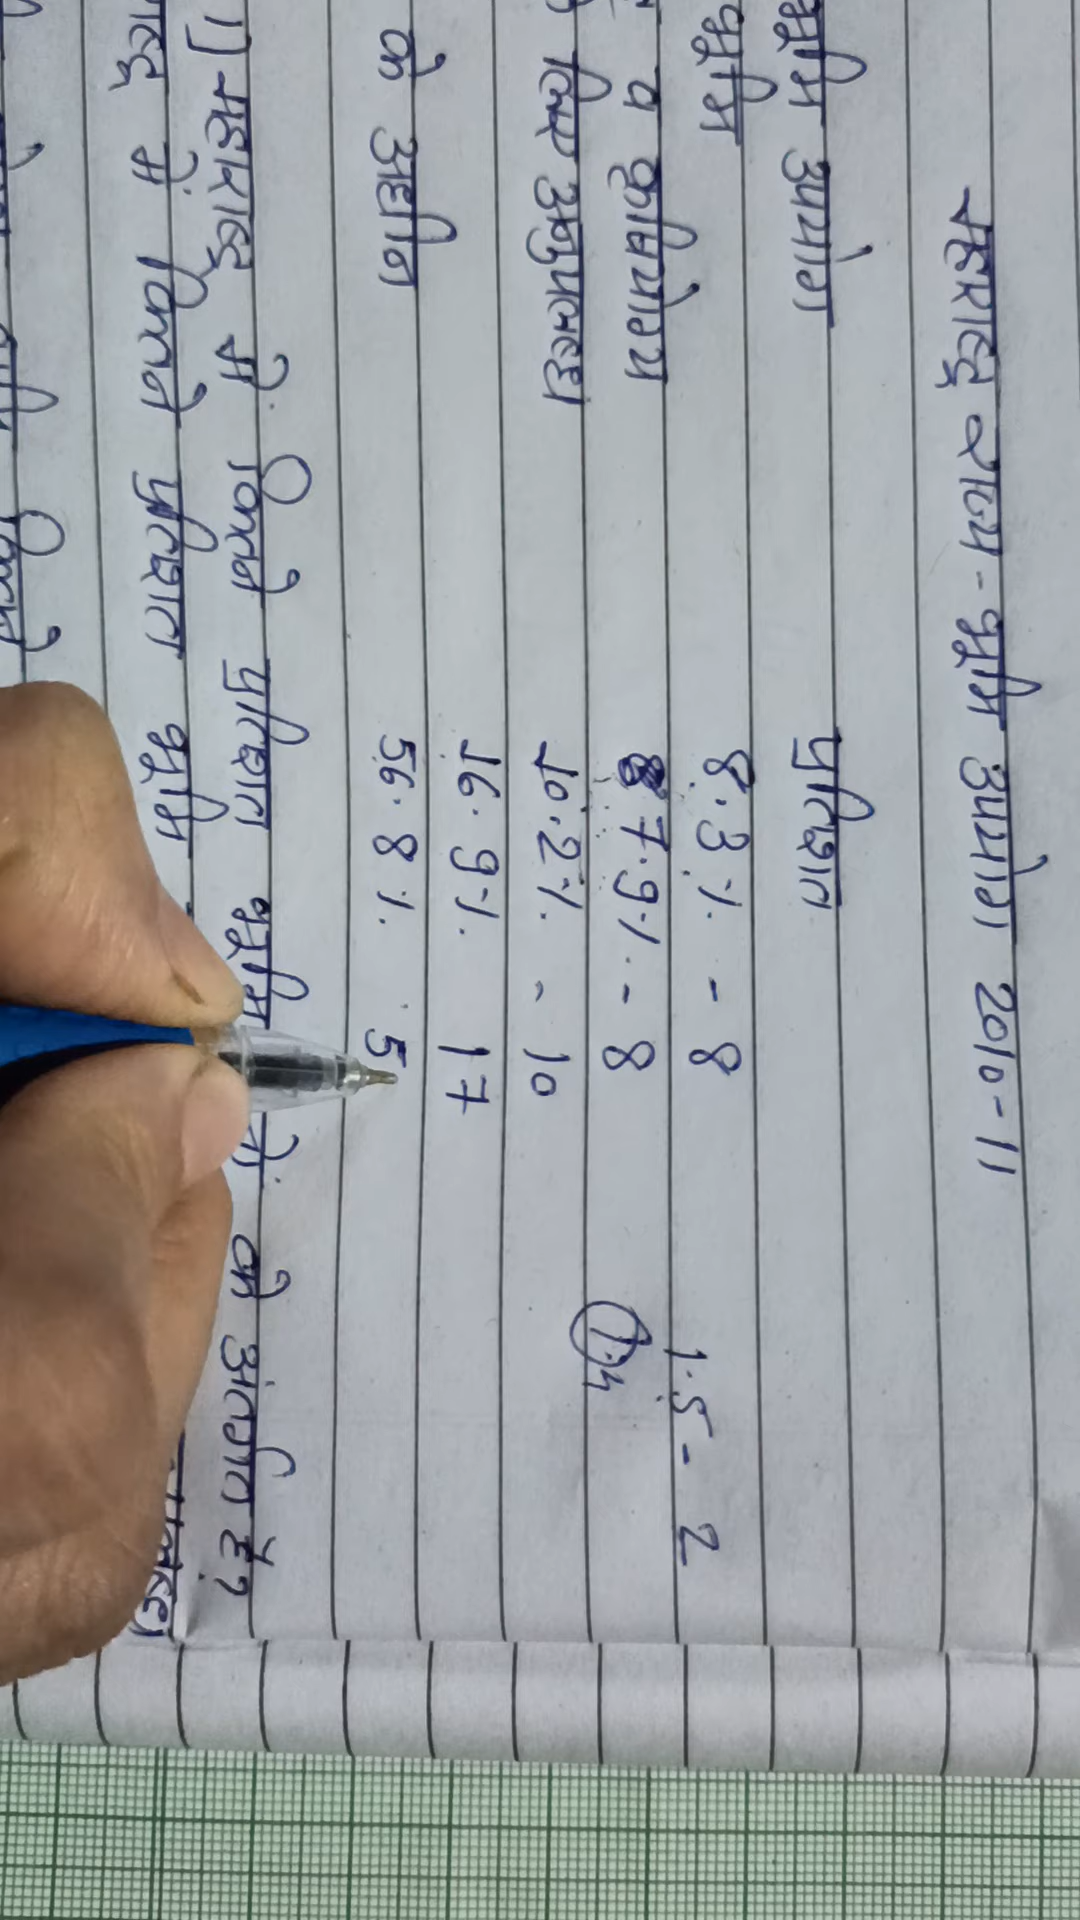 महाराष्ट्र राज्य - भूमि उपयोग 2010-11
भूमि उपयोग प्रतिशत
भूमि 8.3% - 8 1.5 - 2
व कृषियोग्य 7.9% - 8 1.4
लिए अनुपलब्ध 10.2% - 10
16.9% 17
के अधीन 56.8% 5
1) महाराष्ट्र में कितने प्रतिशत भूमि के अंतर्गत है?
में कितने प्रतिशत भूमि